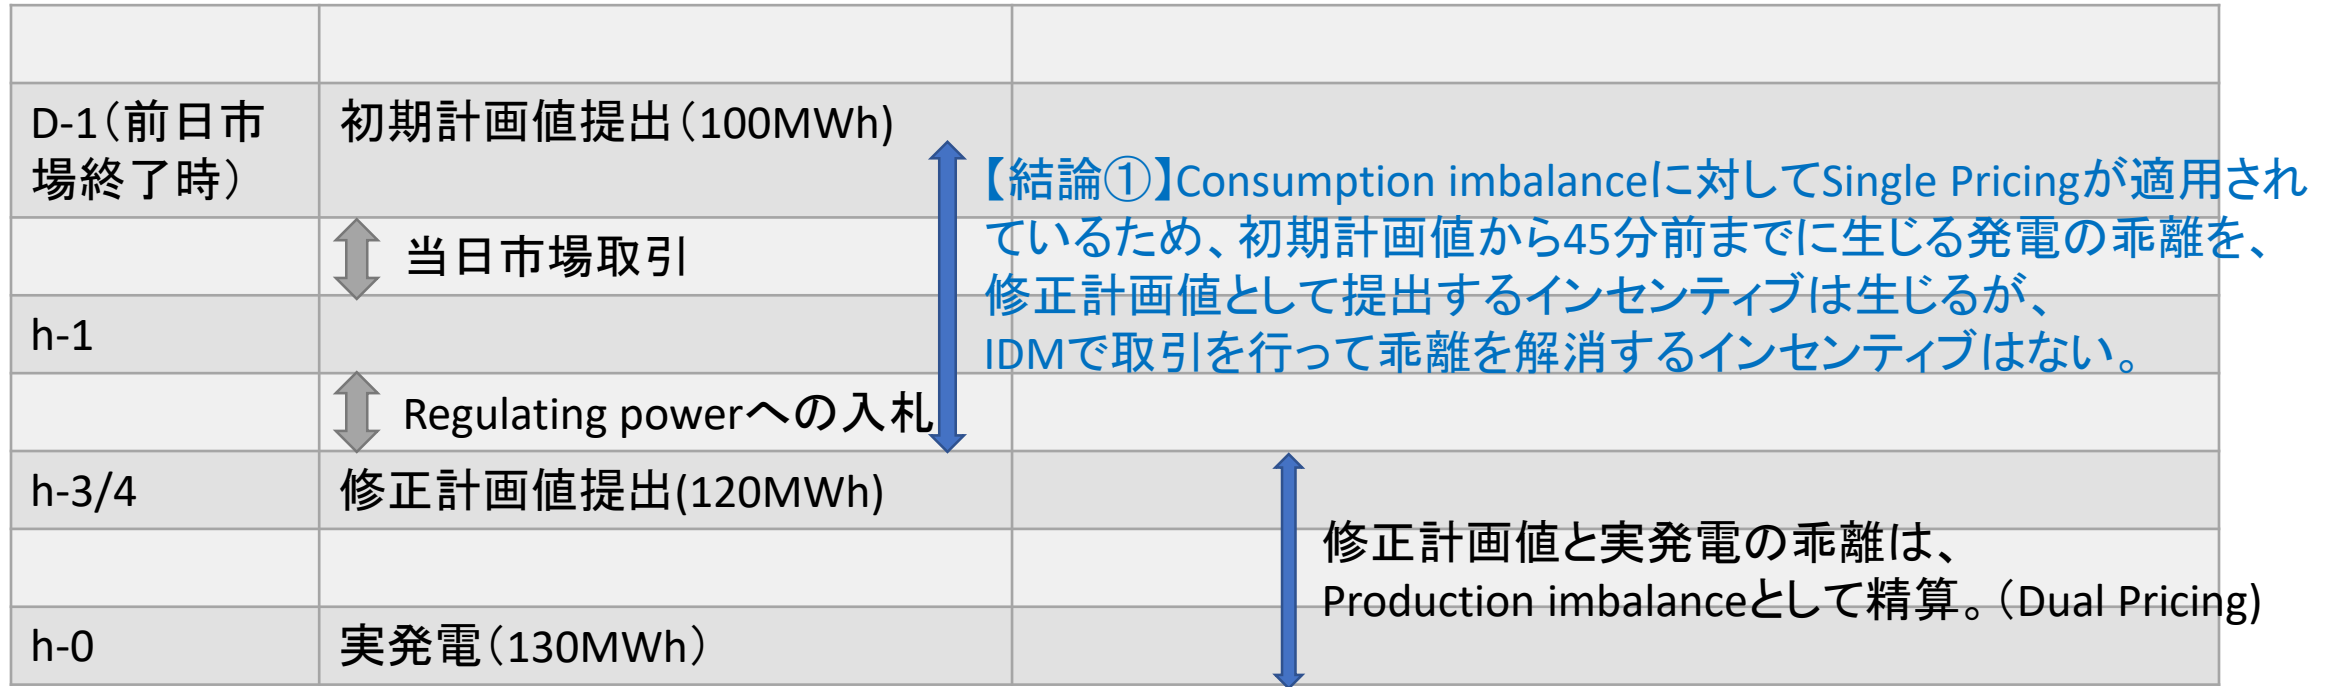 D-1（前日市
場終了時）
初期計画値提出（100MWh)
【結論①】Consumption imbalanceに対してSingle Pricingが適用され
ているため、初期計画値から45分前までに生じる発電の乖離を、
修正計画値として提出するインセンティブは生じるが、
IDMで取引を行って乖離を解消するインセンティブはない。
当日市場取引
h-1
Regulating powerへの入札
h-3/4
修正計画値提出(120MWh)
修正計画値と実発電の乖離は、
Production imbalanceとして精算。（Dual Pricing)
h-0
実発電（130MWh）